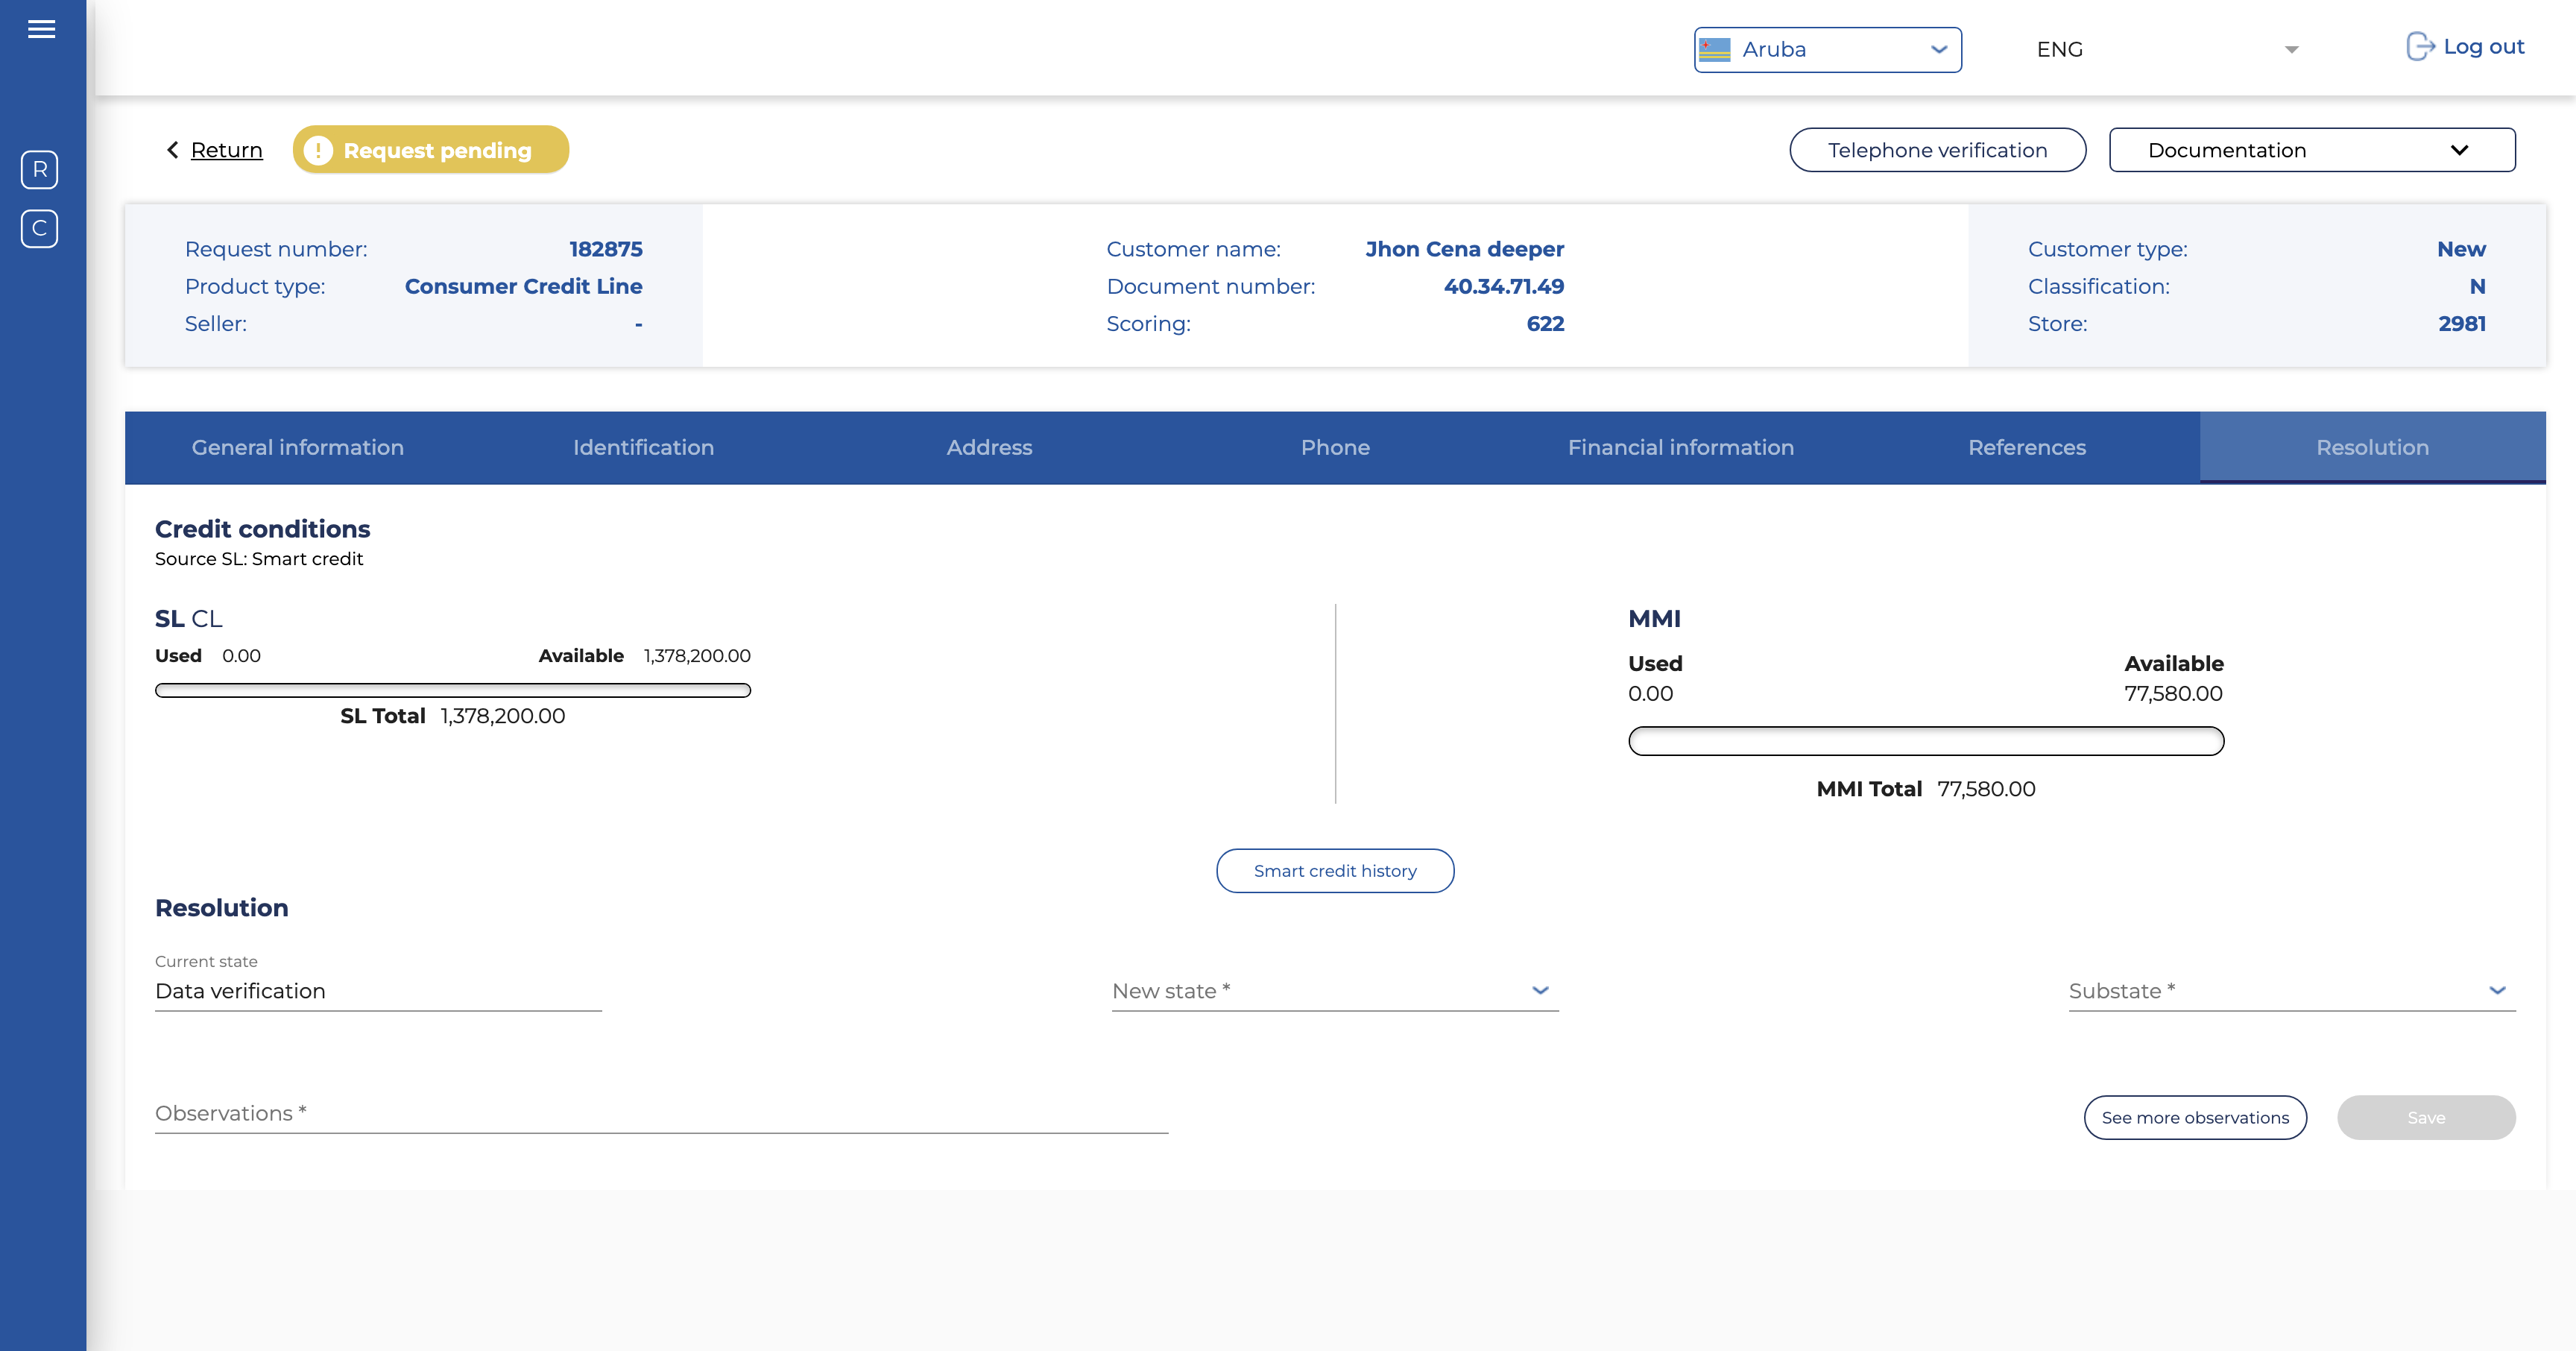 Aruba
ENG
Log out
R
C
Return
Request pending
Telephone verification
Documentation
Request number: 182875
Product type: Consumer Credit Line
Seller: -
Customer name: Jhon Cena deeper
Document number: 40.34.71.49
Scoring: 622
Customer type: New
Classification: N
Store: 2981
General information
Identification
Address
Phone
Financial information
References
Resolution
Credit conditions
Source SL: Smart credit
SL CL
Used 0.00 Available 1,378,200.00
SL Total 1,378,200.00
MMI
Used Available
0.00 77,580.00
MMI Total 77,580.00
Smart credit history
Resolution
Current state
Data verification
New state *
Substate *
Observations *
See more observations
Save